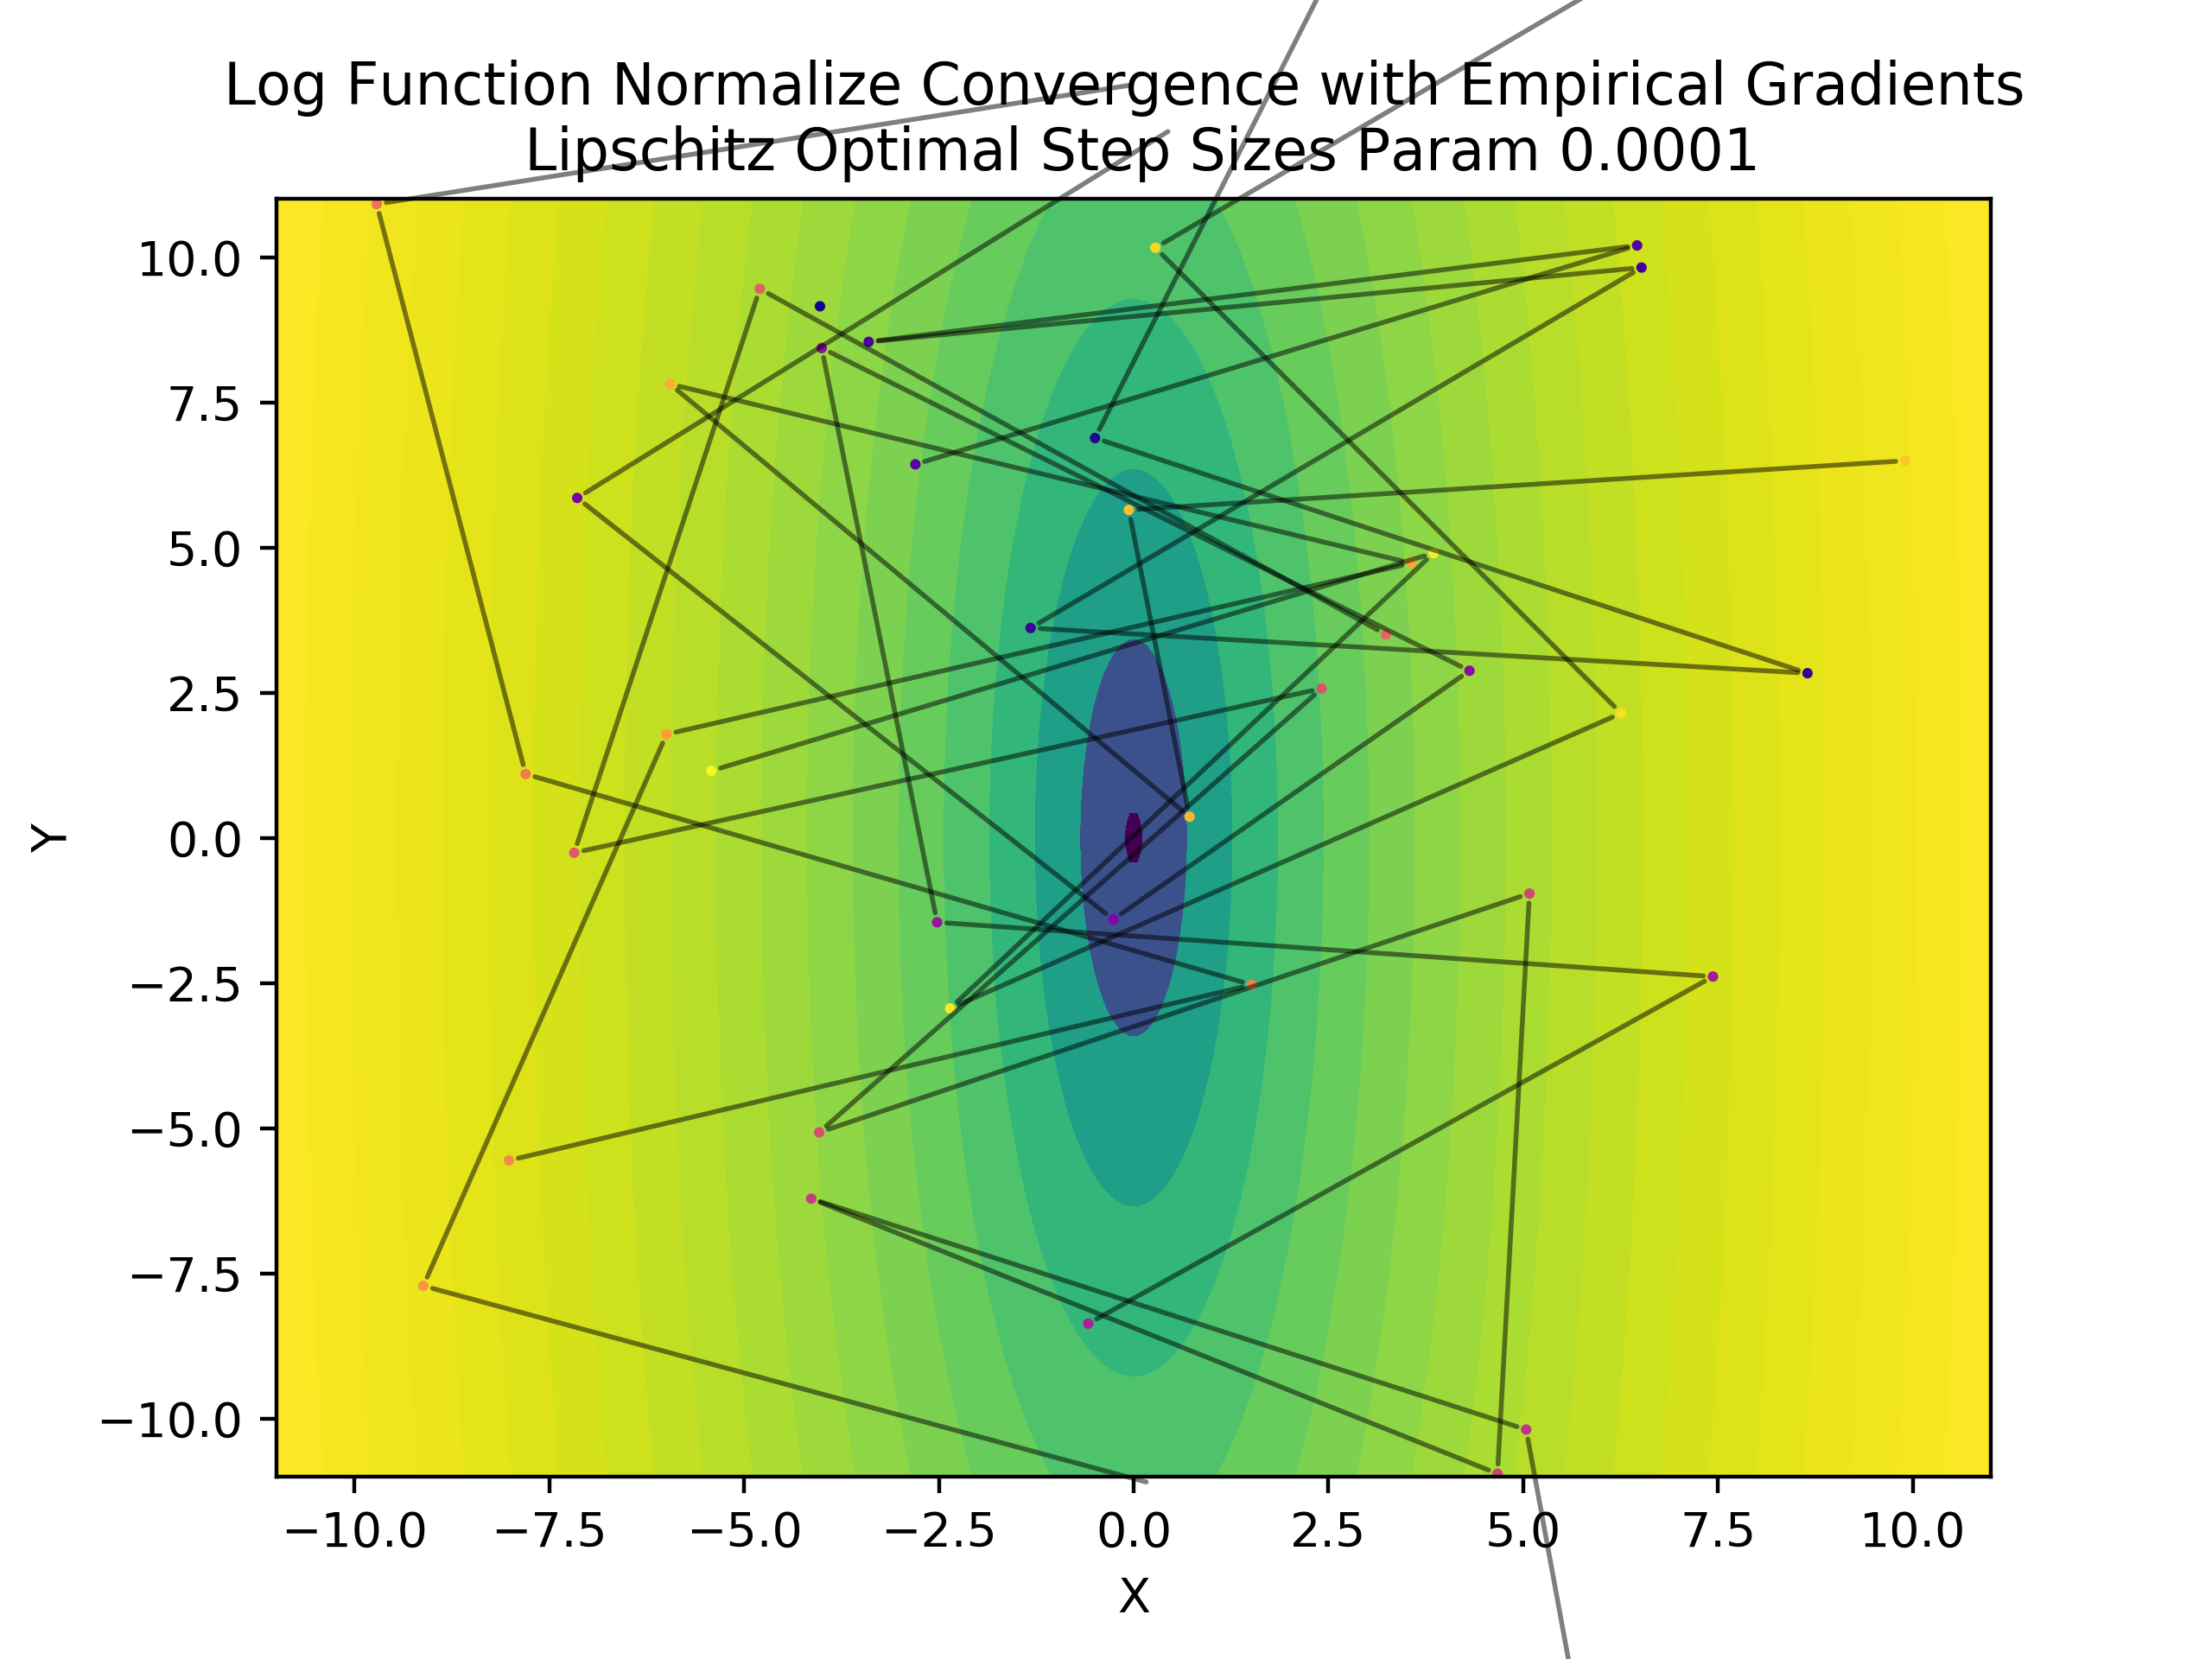 Log Function Normalize Convergence with Empirical Gradients
Lipschitz Optimal Step Sizes Param 0.0001
10.0
7.5
5.0
2.5
0.0
−2.5
−5.0
−7.5
−10.0
Y
−10.0 −7.5 −5.0 −2.5 0.0 2.5 5.0 7.5 10.0
X